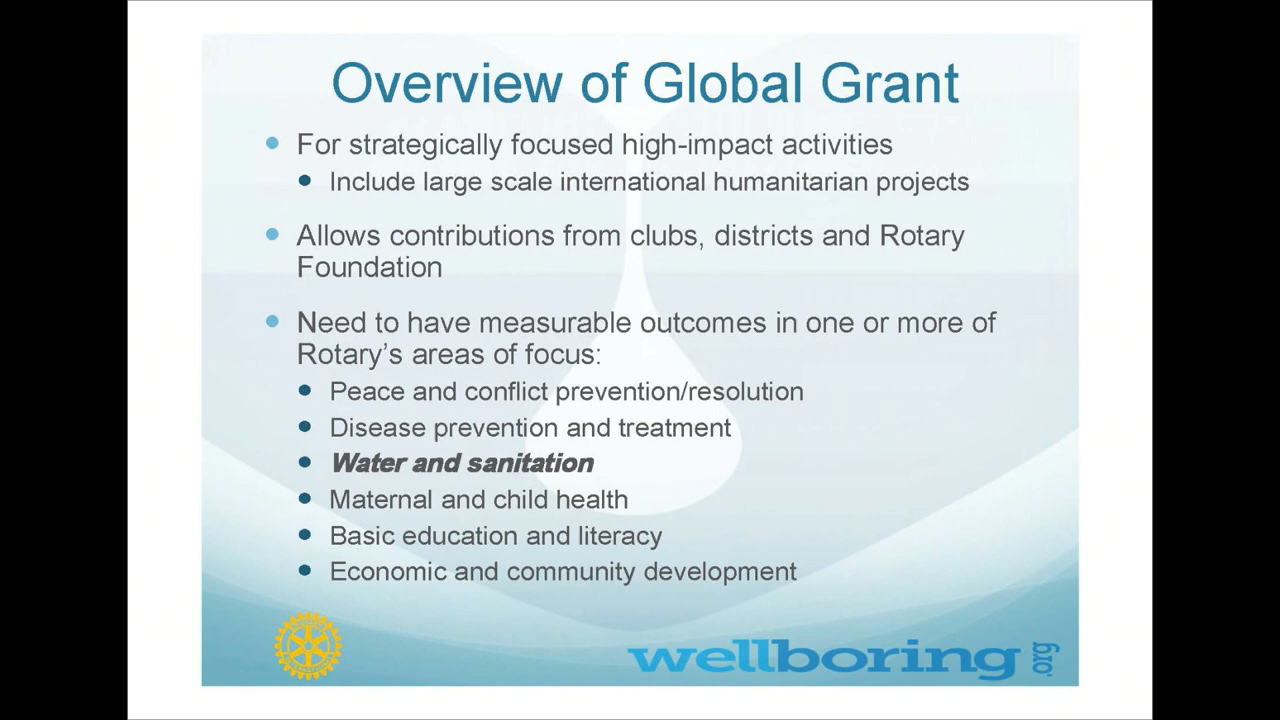 Overview of Global Grant
For strategically focused high-impact activities
Include large scale international humanitarian projects
Allows contributions from clubs, districts and Rotary
Foundation
Need to have measurable outcomes in one or more of
Rotary's areas of focus:
Peace and conflict prevention/resolution
Disease prevention and treatment
Water and sanitation
Maternal and child health
Basic education and literacy
Economic and community development
wellboring.org